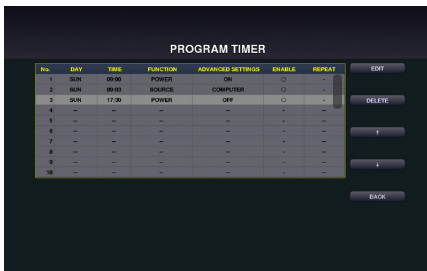 PROGRAM TIMER
No. DAY TIME FUNCTION ADVANCED SETTINGS ENABLE REPEAT
1 SUN 09:00 POWER ON ○ -
2 SUN 09:03 SOURCE COMPUTER ○ -
3 SUN 17:30 POWER OFF ○ -
4 -- -- -- -- - --
5 -- -- -- -- - --
6 -- -- -- -- - --
7 -- -- -- -- - --
8 -- -- -- -- - --
9 -- -- -- -- - --
10 -- -- -- -- - --
EDIT
DELETE
↑
↓
BACK